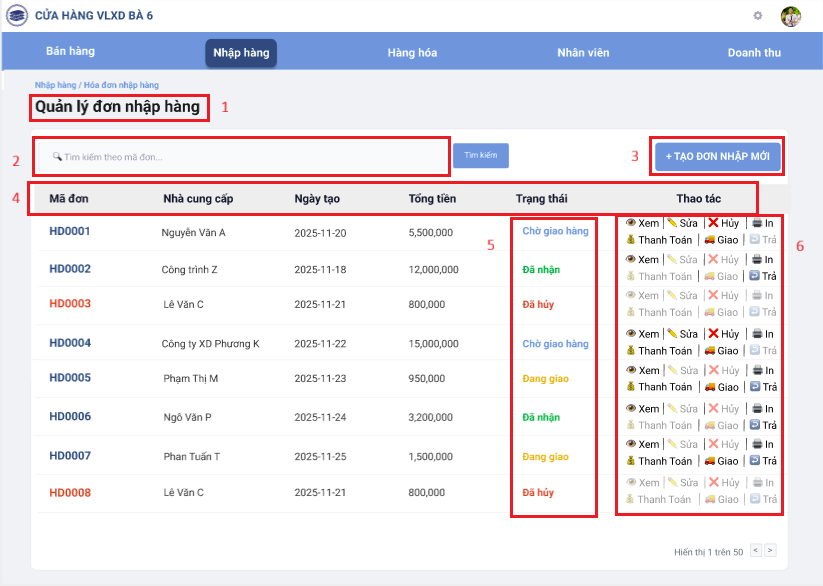 CỬA HÀNG VLXD BÀ 6
Bán hàng Nhập hàng Hàng hóa Nhân viên Doanh thu
Nhập hàng / Hóa đơn nhập hàng
Quản lý đơn nhập hàng 1
2 Tìm kiếm theo mã đơn... Tìm kiếm 3 + TẠO ĐƠN NHẬP MỚI
4 Mã đơn Nhà cung cấp Ngày tạo Tổng tiền Trạng thái Thao tác
5 6
HD0001 Nguyễn Văn A 2025-11-20 5,500,000 Chờ giao hàng Xem | Sửa | Hủy | In
Thanh Toán | Giao | Trả
HD0002 Công trình Z 2025-11-18 12,000,000 Đã nhận Xem | Sửa | Hủy | In
Thanh Toán | Giao | Trả
HD0003 Lê Văn C 2025-11-21 800,000 Đã hủy Xem | Sửa | Hủy | In
Thanh Toán | Giao | Trả
HD0004 Công ty XD Phương K 2025-11-22 15,000,000 Chờ giao hàng Xem | Sửa | Hủy | In
Thanh Toán | Giao | Trả
HD0005 Phạm Thị M 2025-11-23 950,000 Đang giao Xem | Sửa | Hủy | In
Thanh Toán | Giao | Trả
HD0006 Ngô Văn P 2025-11-24 3,200,000 Đã nhận Xem | Sửa | Hủy | In
Thanh Toán | Giao | Trả
HD0007 Phan Tuấn T 2025-11-25 1,500,000 Đang giao Xem | Sửa | Hủy | In
Thanh Toán | Giao | Trả
HD0008 Lê Văn C 2025-11-21 800,000 Đã hủy Xem | Sửa | Hủy | In
Thanh Toán | Giao | Trả
Hiển thị 1 trên 50 < >